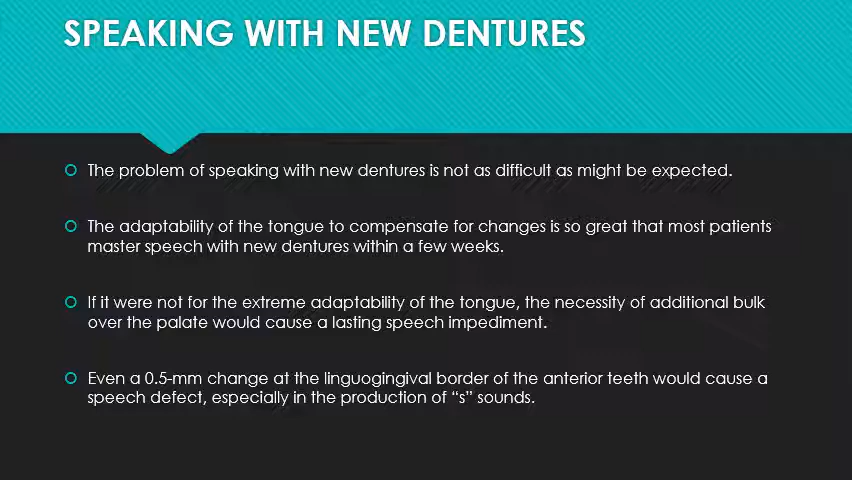 SPEAKING WITH NEW DENTURES
The problem of speaking with new dentures is not as difficult as might be expected.
The adaptability of the tongue to compensate for changes is so great that most patients
master speech with new dentures within a few weeks.
If it were not for the extreme adaptability of the tongue, the necessity of additional bulk
over the palate would cause a lasting speech impediment.
Even a 0.5-mm change at the linguogingival border of the anterior teeth would cause a
speech defect, especially in the production of “s” sounds.